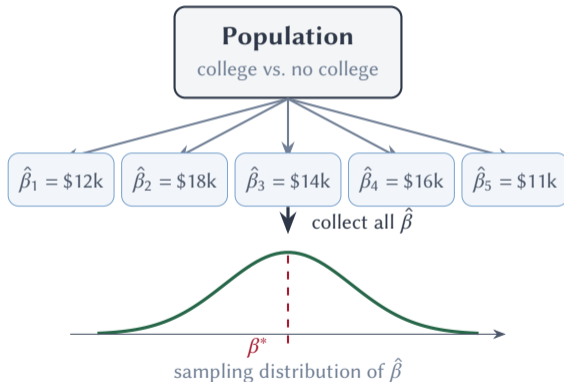 Population
college vs. no college
β̂₁ = $12k
β̂₂ = $18k
β̂₃ = $14k
β̂₄ = $16k
β̂₅ = $11k
collect all β̂
β*
sampling distribution of β̂